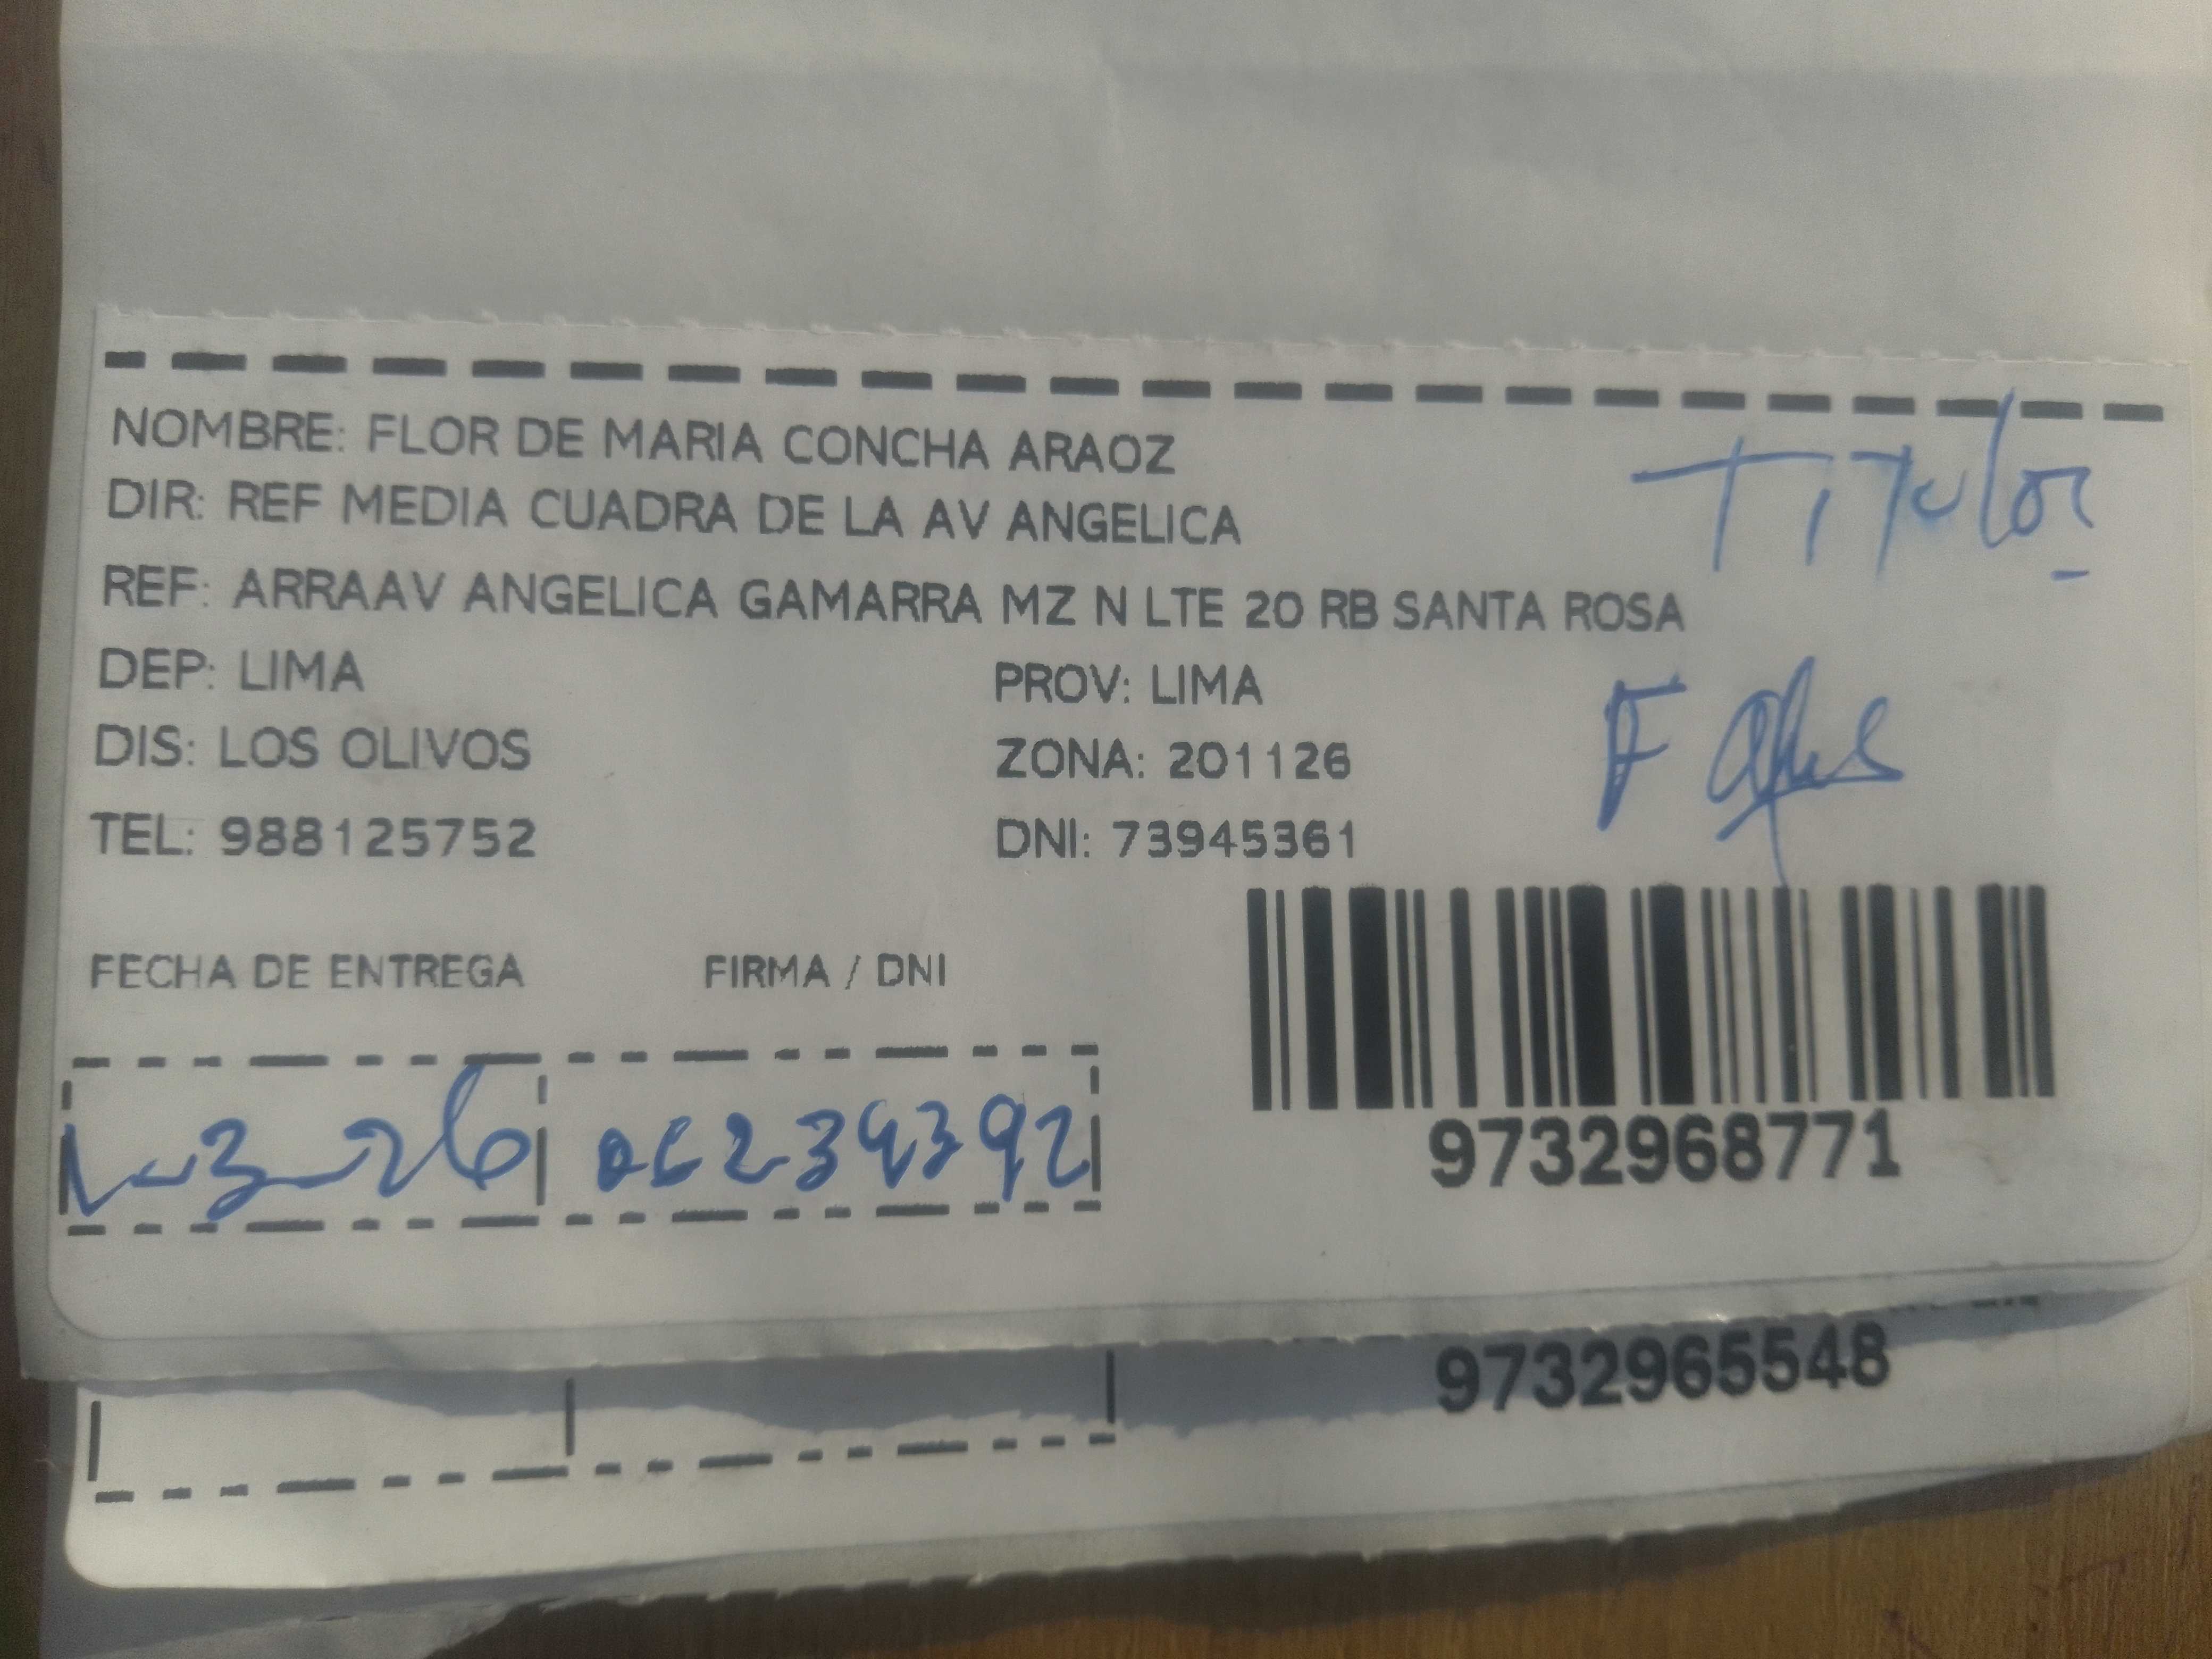 NOMBRE: FLOR DE MARIA CONCHA ARAOZ
Titular
DIR: REF MEDIA CUADRA DE LA AV ANGELICA
REF: ARRAAV ANGELICA GAMARRA MZ N LTE 20 RB SANTA ROSA
DEP: LIMA
PROV: LIMA
DIS: LOS OLIVOS
ZONA: 201126
F
TEL: 988125752
DNI: 73945361
FECHA DE ENTREGA
FIRMA / DNI
06239392
9732968771
9732965548